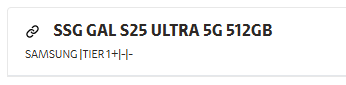 SSG GAL S25 ULTRA 5G 512GB
SAMSUNG |TIER 1+|-|-